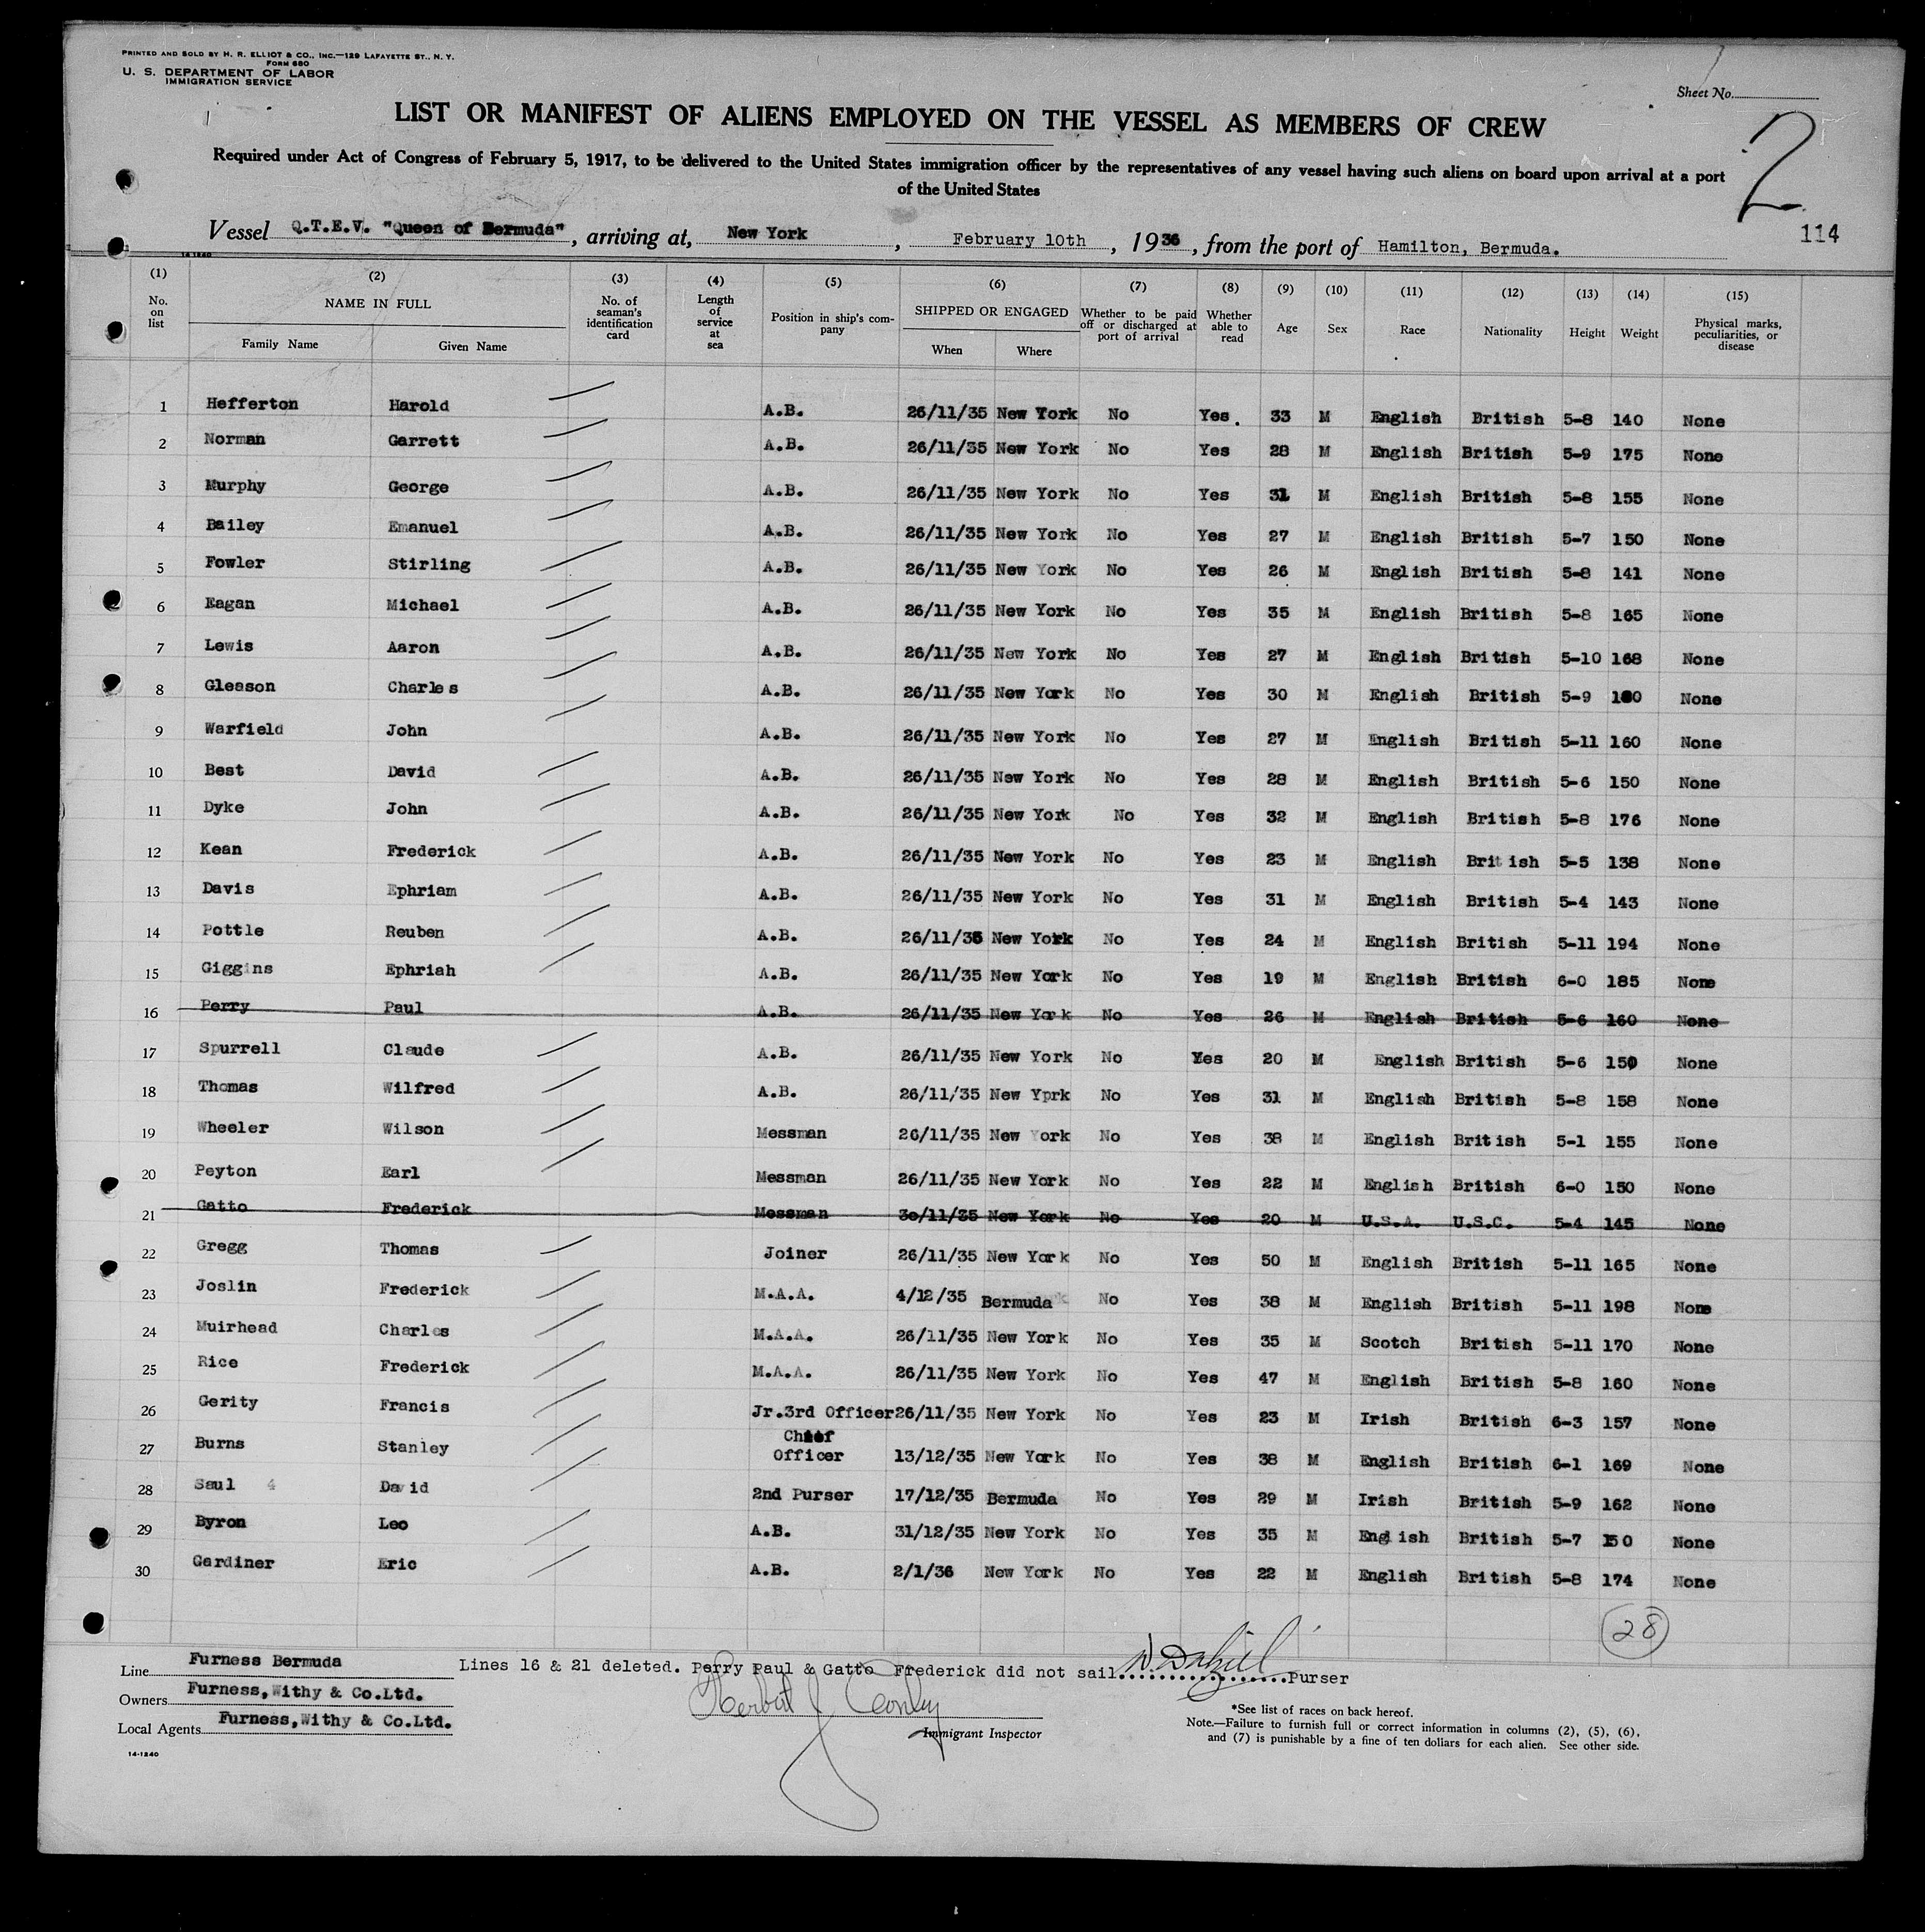 PRINTED AND SOLD BY H. R. ELLIOT & CO., INC.—129 LAFAYETTE ST., N. Y.
FORM 680
U. S. DEPARTMENT OF LABOR
IMMIGRATION SERVICE
Sheet No.
LIST OR MANIFEST OF ALIENS EMPLOYED ON THE VESSEL AS MEMBERS OF CREW
2
Required under Act of Congress of February 5, 1917, to be delivered to the United States immigration officer by the representatives of any vessel having such aliens on board upon arrival at a port
of the United States
Vessel Q.T.E.V. "Queen of Bermuda", arriving at, New York, February 10th, 1936, from the port of Hamilton, Bermuda.
114
14-1240
(1) No. on list (2) NAME IN FULL Family Name Given Name (3) No. of seaman's identification card (4) Length of service at sea (5) Position in ship's company (6) SHIPPED OR ENGAGED When Where (7) Whether to be paid off or discharged at port of arrival (8) Whether able to read (9) Age (10) Sex (11) Race (12) Nationality (13) Height (14) Weight (15) Physical marks, peculiarities, or disease
1 Hefferton Harold A.B. 26/11/35 New York No Yes. 33 M English British 5-8 140 None
2 Norman Garrett A.B. 26/11/35 New York No Yes 28 M English British 5-9 175 None
3 Murphy George A.B. 26/11/35 New York No Yes 31 M English British 5-8 155 None
4 Bailey Emanuel A.B. 26/11/35 New York No Yes 27 M English British 5-7 150 None
5 Fowler Stirling A.B. 26/11/35 New York No Yes 26 M English British 5-8 141 None
6 Eagan Michael A.B. 26/11/35 New York No Yes 35 M English British 5-8 165 None
7 Lewis Aaron A.B. 26/11/35 New York No Yes 27 M English British 5-10 168 None
8 Gleason Charles A.B. 26/11/35 New York No Yes 30 M English British 5-9 180 None
9 Warfield John A.B. 26/11/35 New York No Yes 27 M English British 5-11 160 None
10 Best David A.B. 26/11/35 New York No Yes 28 M English British 5-6 150 None
11 Dyke John A.B. 26/11/35 New York No Yes 32 M English British 5-8 176 None
12 Kean Frederick A.B. 26/11/35 New York No Yes 23 M English British 5-5 138 None
13 Davis Ephriam A.B. 26/11/35 New York No Yes 31 M English British 5-4 143 None
14 Pottle Reuben A.B. 26/11/35 New York No Yes 24 M English British 5-11 194 None
15 Giggins Ephriah A.B. 26/11/35 New York No Yes 19 M English British 6-0 185 None
16 Perry Paul A.B. 26/11/35 New York No Yes 26 M English British 5-6 160 None
17 Spurrell Claude A.B. 26/11/35 New York No Yes 20 M English British 5-6 150 None
18 Thomas Wilfred A.B. 26/11/35 New Yprk No Yes 31 M English British 5-8 158 None
19 Wheeler Wilson Messman 26/11/35 New York No Yes 38 M English British 5-1 155 None
20 Peyton Earl Messman 26/11/35 New York No Yes 22 M English British 6-0 150 None
21 Gatto Frederick Messman 30/11/35 New York No Yes 20 M U.S.A. U.S.C. 5-4 145 None
22 Gregg Thomas Joiner 26/11/35 New York No Yes 50 M English British 5-11 165 None
23 Joslin Frederick M.A.A. 4/12/35 Bermuda No Yes 38 M English British 5-11 198 None
24 Muirhead Charles M.A.A. 26/11/35 New York No Yes 35 M Scotch British 5-11 170 None
25 Rice Frederick M.A.A. 26/11/35 New York No Yes 47 M English British 5-8 160 None
26 Gerity Francis Jr.3rd Officer 26/11/35 New York No Yes 23 M Irish British 6-3 157 None
27 Burns Stanley Chief Officer 13/12/35 New York No Yes 38 M English British 6-1 169 None
28 Saul 4 David 2nd Purser 17/12/35 Bermuda No Yes 29 M Irish British 5-9 162 None
29 Byron Leo A.B. 31/12/35 New York No Yes 35 M English British 5-7 150 None
30 Gardiner Eric A.B. 2/1/36 New York No Yes 22 M English British 5-8 174 None
28
Line Furness Bermuda
Lines 16 & 21 deleted. Perry Paul & Gatto Frederick did not sail Purser
Owners Furness, Withy & Co.Ltd.
Herbert J
Local Agents Furness, Withy & Co.Ltd.
Immigrant Inspector
*See list of races on back hereof.
Note.—Failure to furnish full or correct information in columns (2), (5), (6),
and (7) is punishable by a fine of ten dollars for each alien. See other side.
14-1240